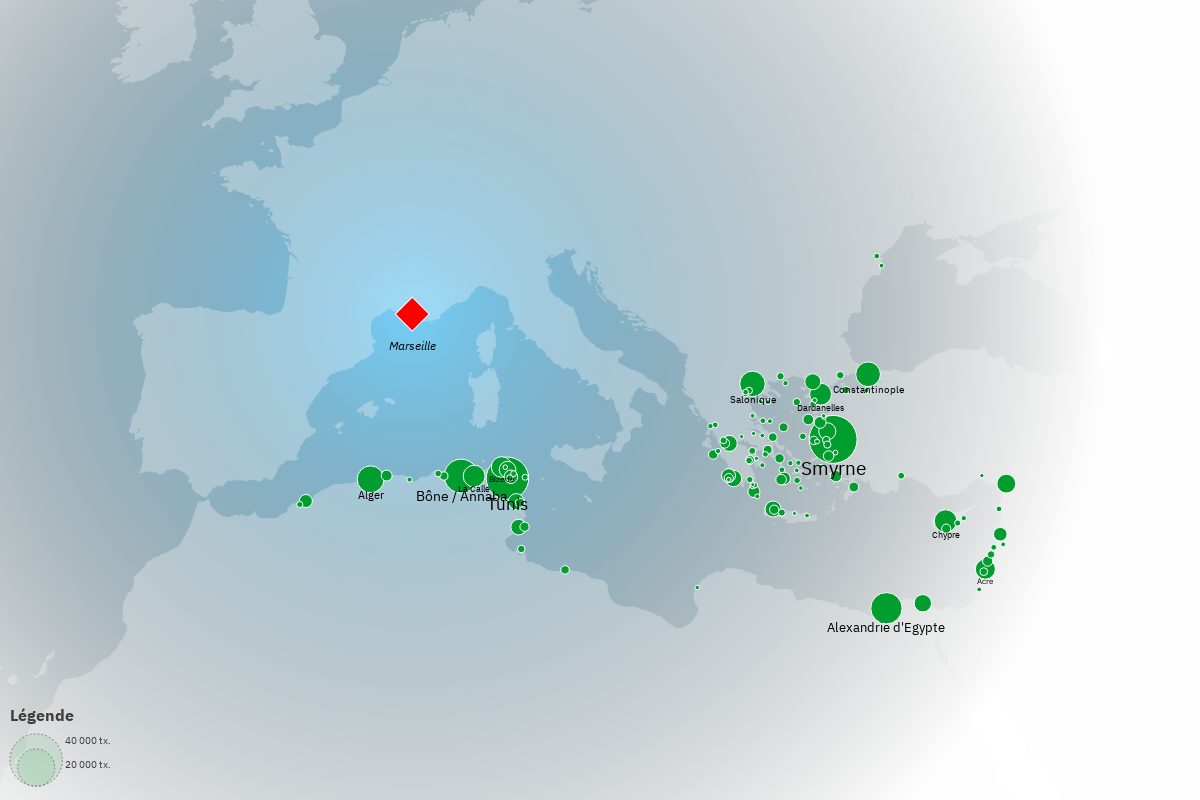 Marseille
Salonique
Constantinople
Dardanelles
Smyrne
Alger
Bône / Annaba
La Calle
Bizerte
Tunis
Chypre
Acre
Alexandrie d'Egypte
Légende
40 000 tx.
20 000 tx.